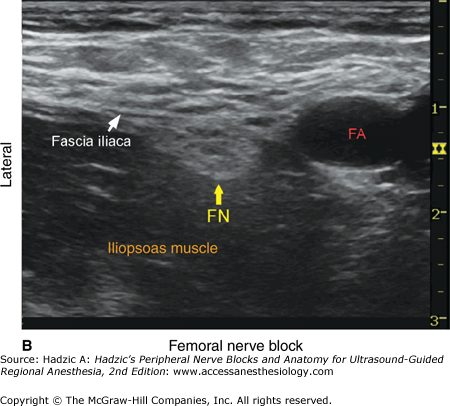 Lateral
Fascia iliaca
FA
FN
Iliopsoas muscle
1
2
3
B Femoral nerve block
Source: Hadzic A: Hadzic's Peripheral Nerve Blocks and Anatomy for Ultrasound-Guided
Regional Anesthesia, 2nd Edition: www.accessanesthesiology.com
Copyright © The McGraw-Hill Companies, Inc. All rights reserved.